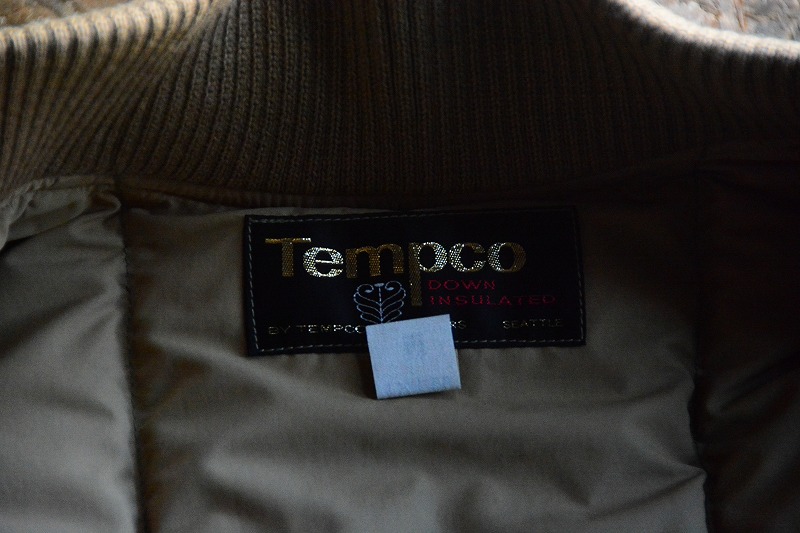 Tempco
DOWN
INSULATED
BY TEMPCO SEATTLE